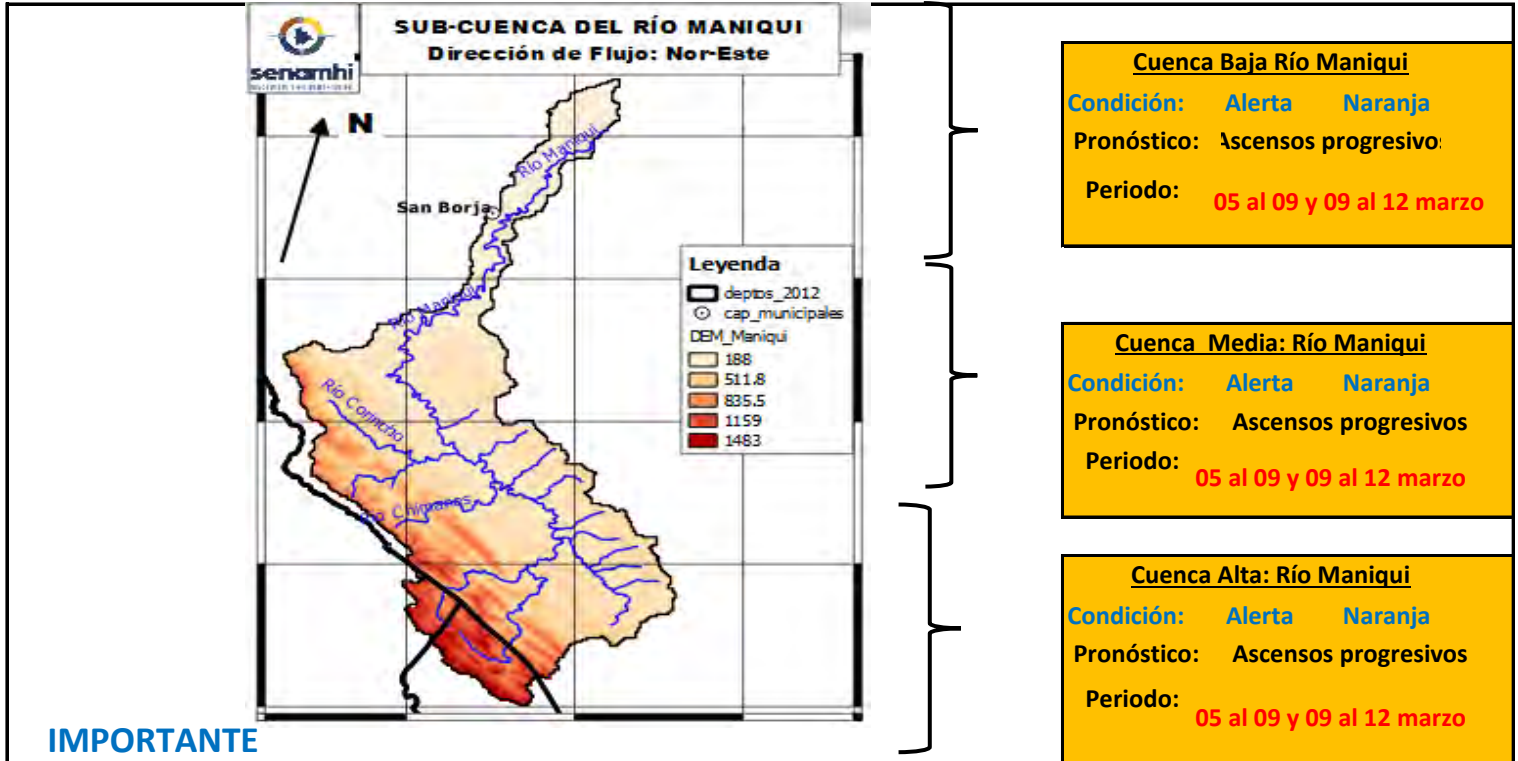 SUB-CUENCA DEL RÍO MANIQUI
Dirección de Flujo: Nor-Este
senamhi
N
Río Maniqui
San Borja
Río Maniqui
Río Chimanes
Leyenda
deptos_2012
cap_municipales
DEM_Maniqui
188
511.8
835.5
1159
1483
Cuenca Baja Río Maniqui
Condición: Alerta Naranja
Pronóstico: Ascensos progresivo
Periodo: 05 al 09 y 09 al 12 marzo
Cuenca Media: Río Maniqui
Condición: Alerta Naranja
Pronóstico: Ascensos progresivos
Periodo: 05 al 09 y 09 al 12 marzo
Cuenca Alta: Río Maniqui
Condición: Alerta Naranja
Pronóstico: Ascensos progresivos
Periodo: 05 al 09 y 09 al 12 marzo
IMPORTANTE